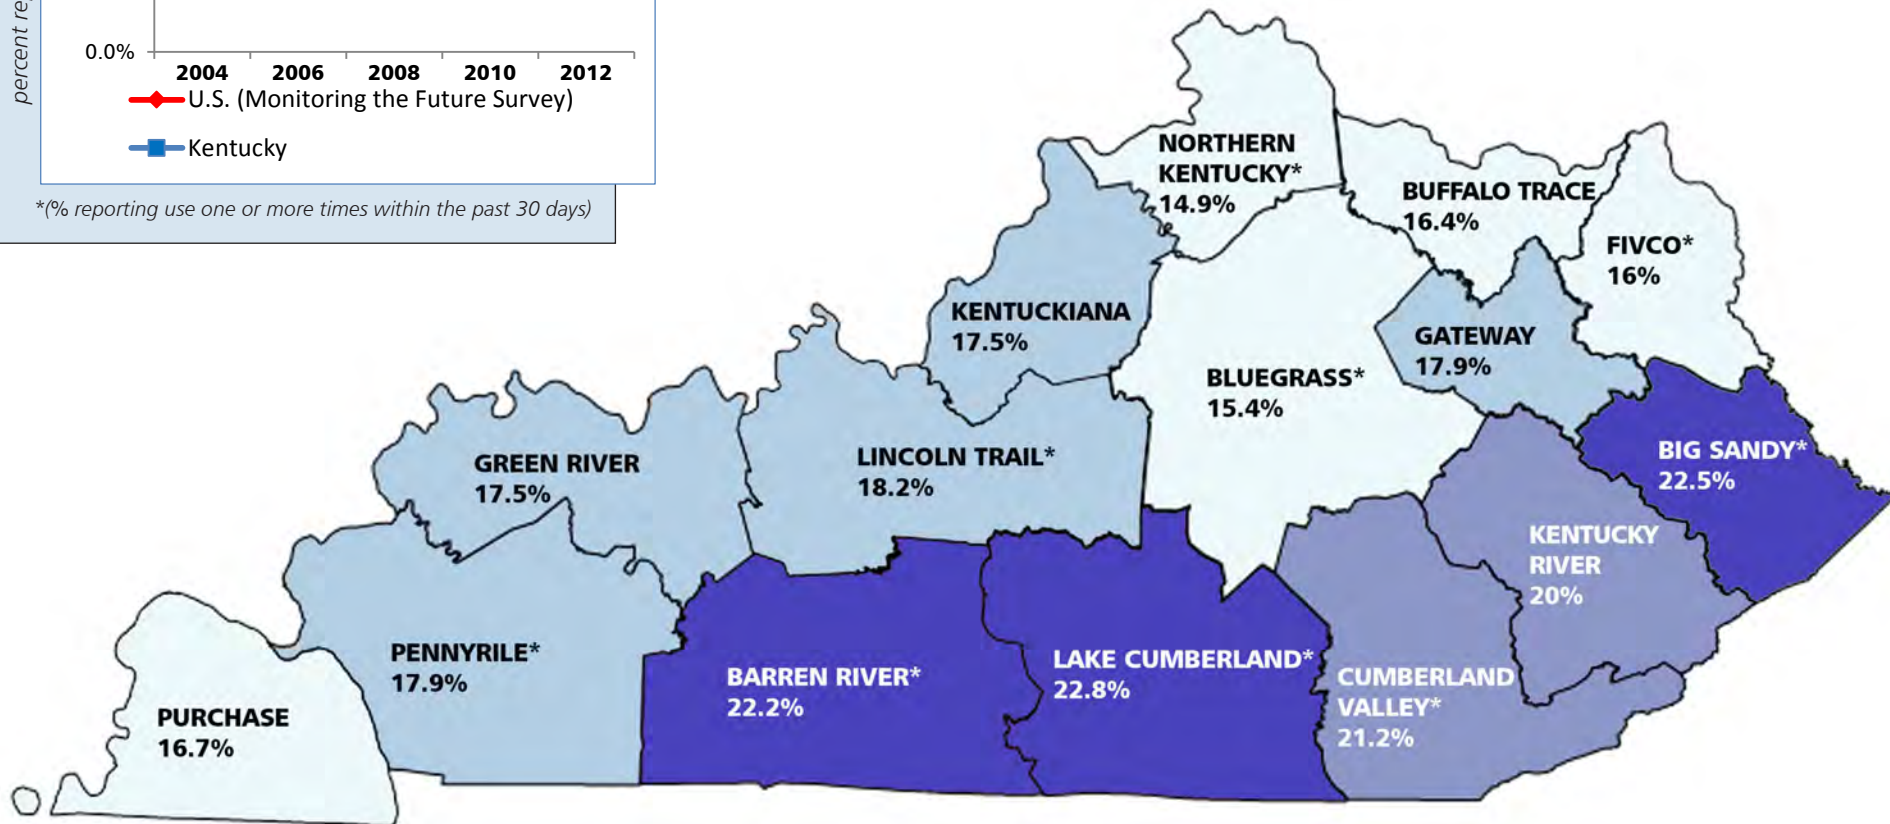 percent re
0.0%
2004 2006 2008 2010 2012
U.S. (Monitoring the Future Survey)
Kentucky
*(% reporting use one or more times within the past 30 days)
NORTHERN
KENTUCKY*
14.9%
BUFFALO TRACE
16.4%
FIVCO*
16%
KENTUCKIANA
17.5%
GATEWAY
17.9%
BLUEGRASS*
15.4%
GREEN RIVER
17.5%
LINCOLN TRAIL*
18.2%
BIG SANDY*
22.5%
KENTUCKY
RIVER
20%
PENNYRILE*
17.9%
BARREN RIVER*
22.2%
LAKE CUMBERLAND*
22.8%
CUMBERLAND
VALLEY*
21.2%
PURCHASE
16.7%